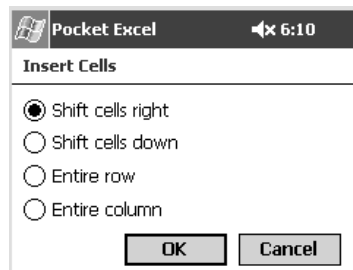 Pocket Excel 6:10
Insert Cells
Shift cells right
Shift cells down
Entire row
Entire column
OK Cancel